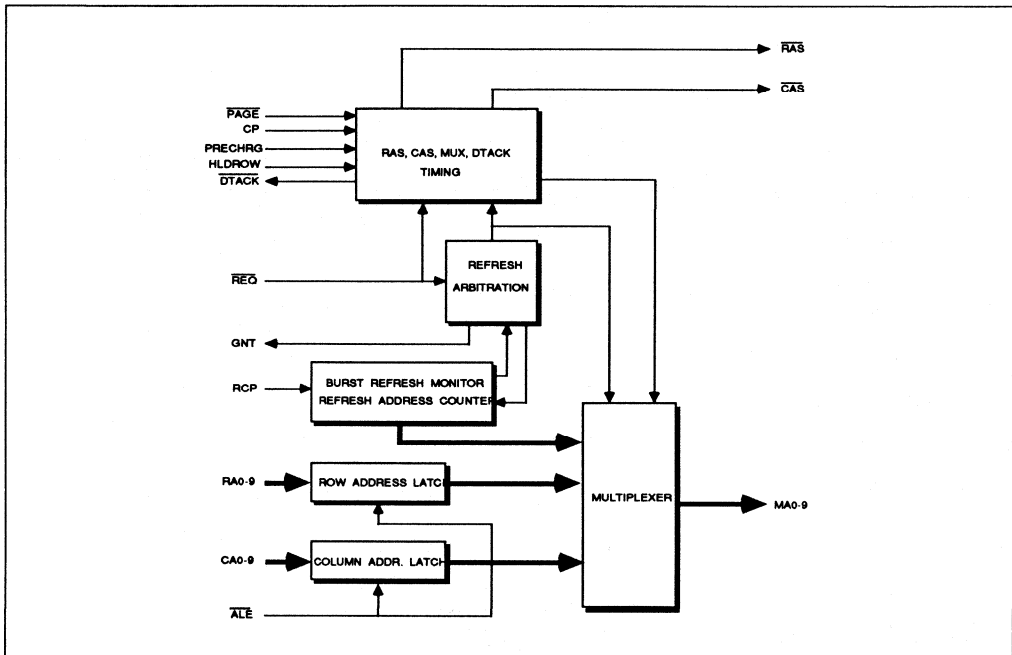 RAS
CAS
PAGE
CP
PRECHRG
HLDROW
DTACK
RAS, CAS, MUX, DTACK
TIMING
REQ
REFRESH
ARBITRATION
GNT
RCP
BURST REFRESH MONITOR
REFRESH ADDRESS COUNTER
RA0-9
ROW ADDRESS LATCH
MULTIPLEXER
MA0-9
CA0-9
COLUMN ADDR. LATCH
ALE